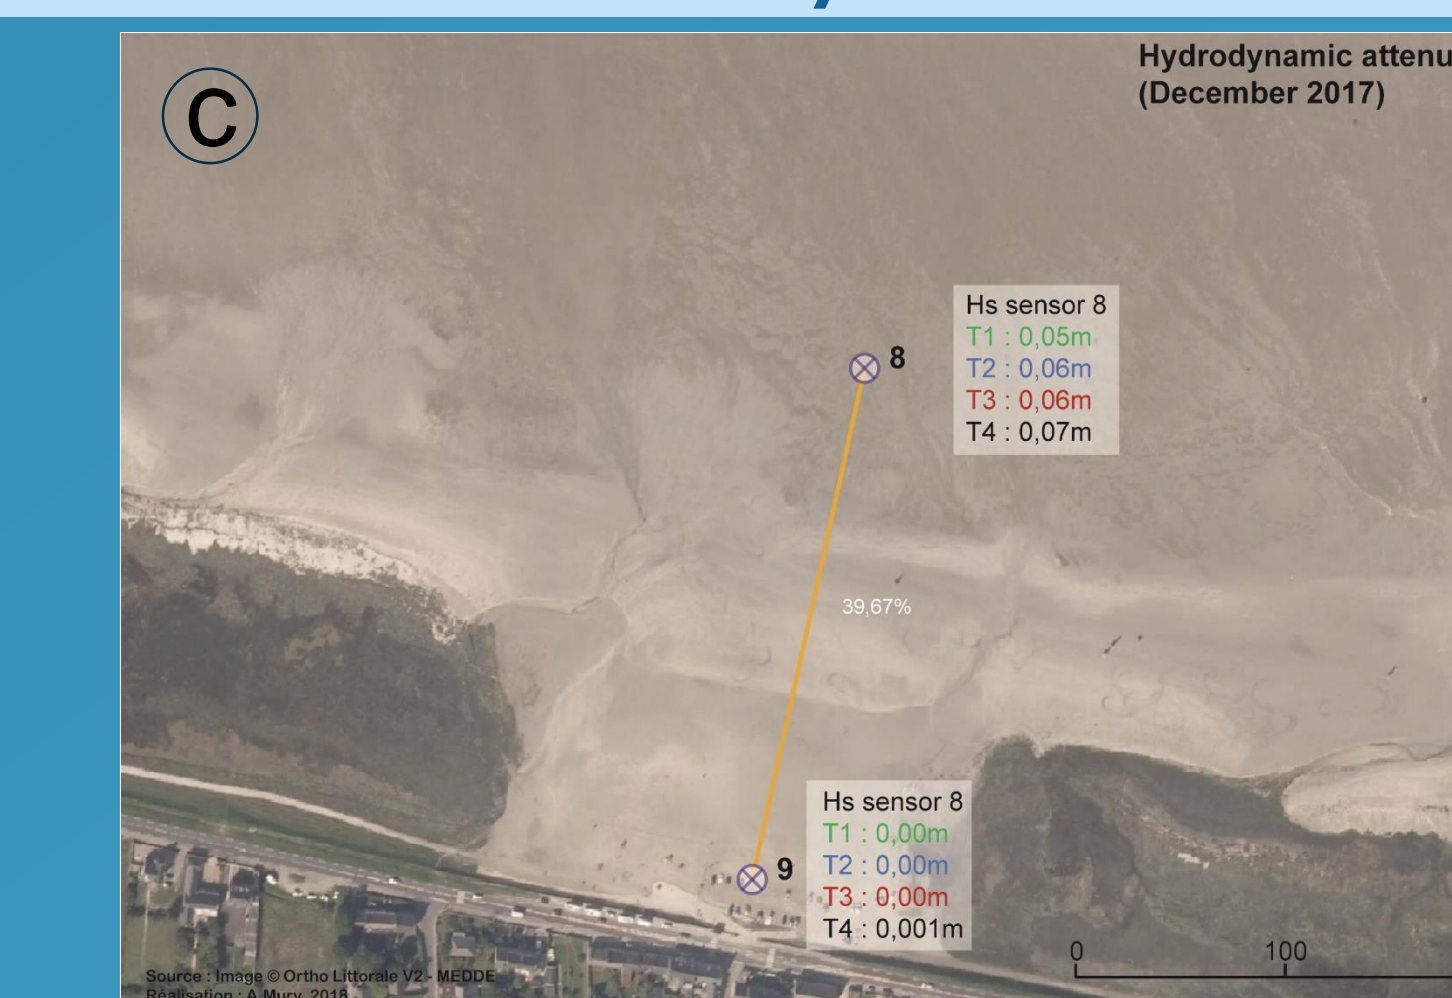 C
Hydrodynamic attenu
(December 2017)
Hs sensor 8
T1 : 0,05m
T2 : 0,06m
T3 : 0,06m
T4 : 0,07m
8
39,67%
Hs sensor 8
T1 : 0,00m
T2 : 0,00m
T3 : 0,00m
T4 : 0,001m
9
0 100
Source : Image © Ortho Littorale V2 - MEDDE
Réalisation : A.Mury, 2018